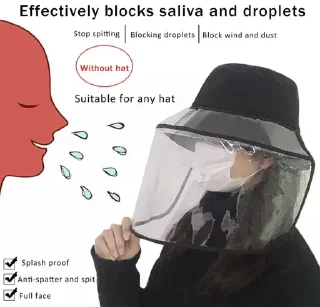 Effectively blocks saliva and droplets
Stop spitting | Blocking droplets | Block wind and dust
Without hat
Suitable for any hat
Splash proof
Anti-spatter and spit
Full face